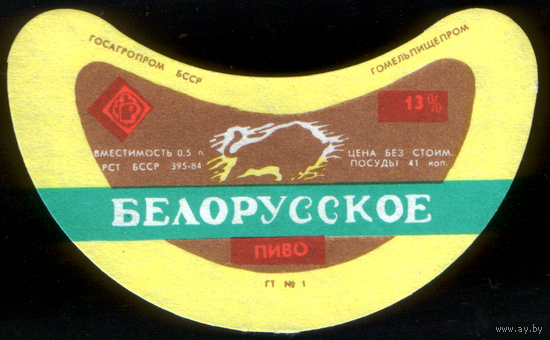 ГОСАГРОПРОМ БССР
ГОМЕЛЬПИЩЕПРОМ
13%
ВМЕСТИМОСТЬ 0,5 л.
РСТ БССР 395-84
ЦЕНА БЕЗ СТОИМ.
ПОСУДЫ 41 коп.
БЕЛОРУССКОЕ
ПИВО
ГТ № 1
www.ay.by